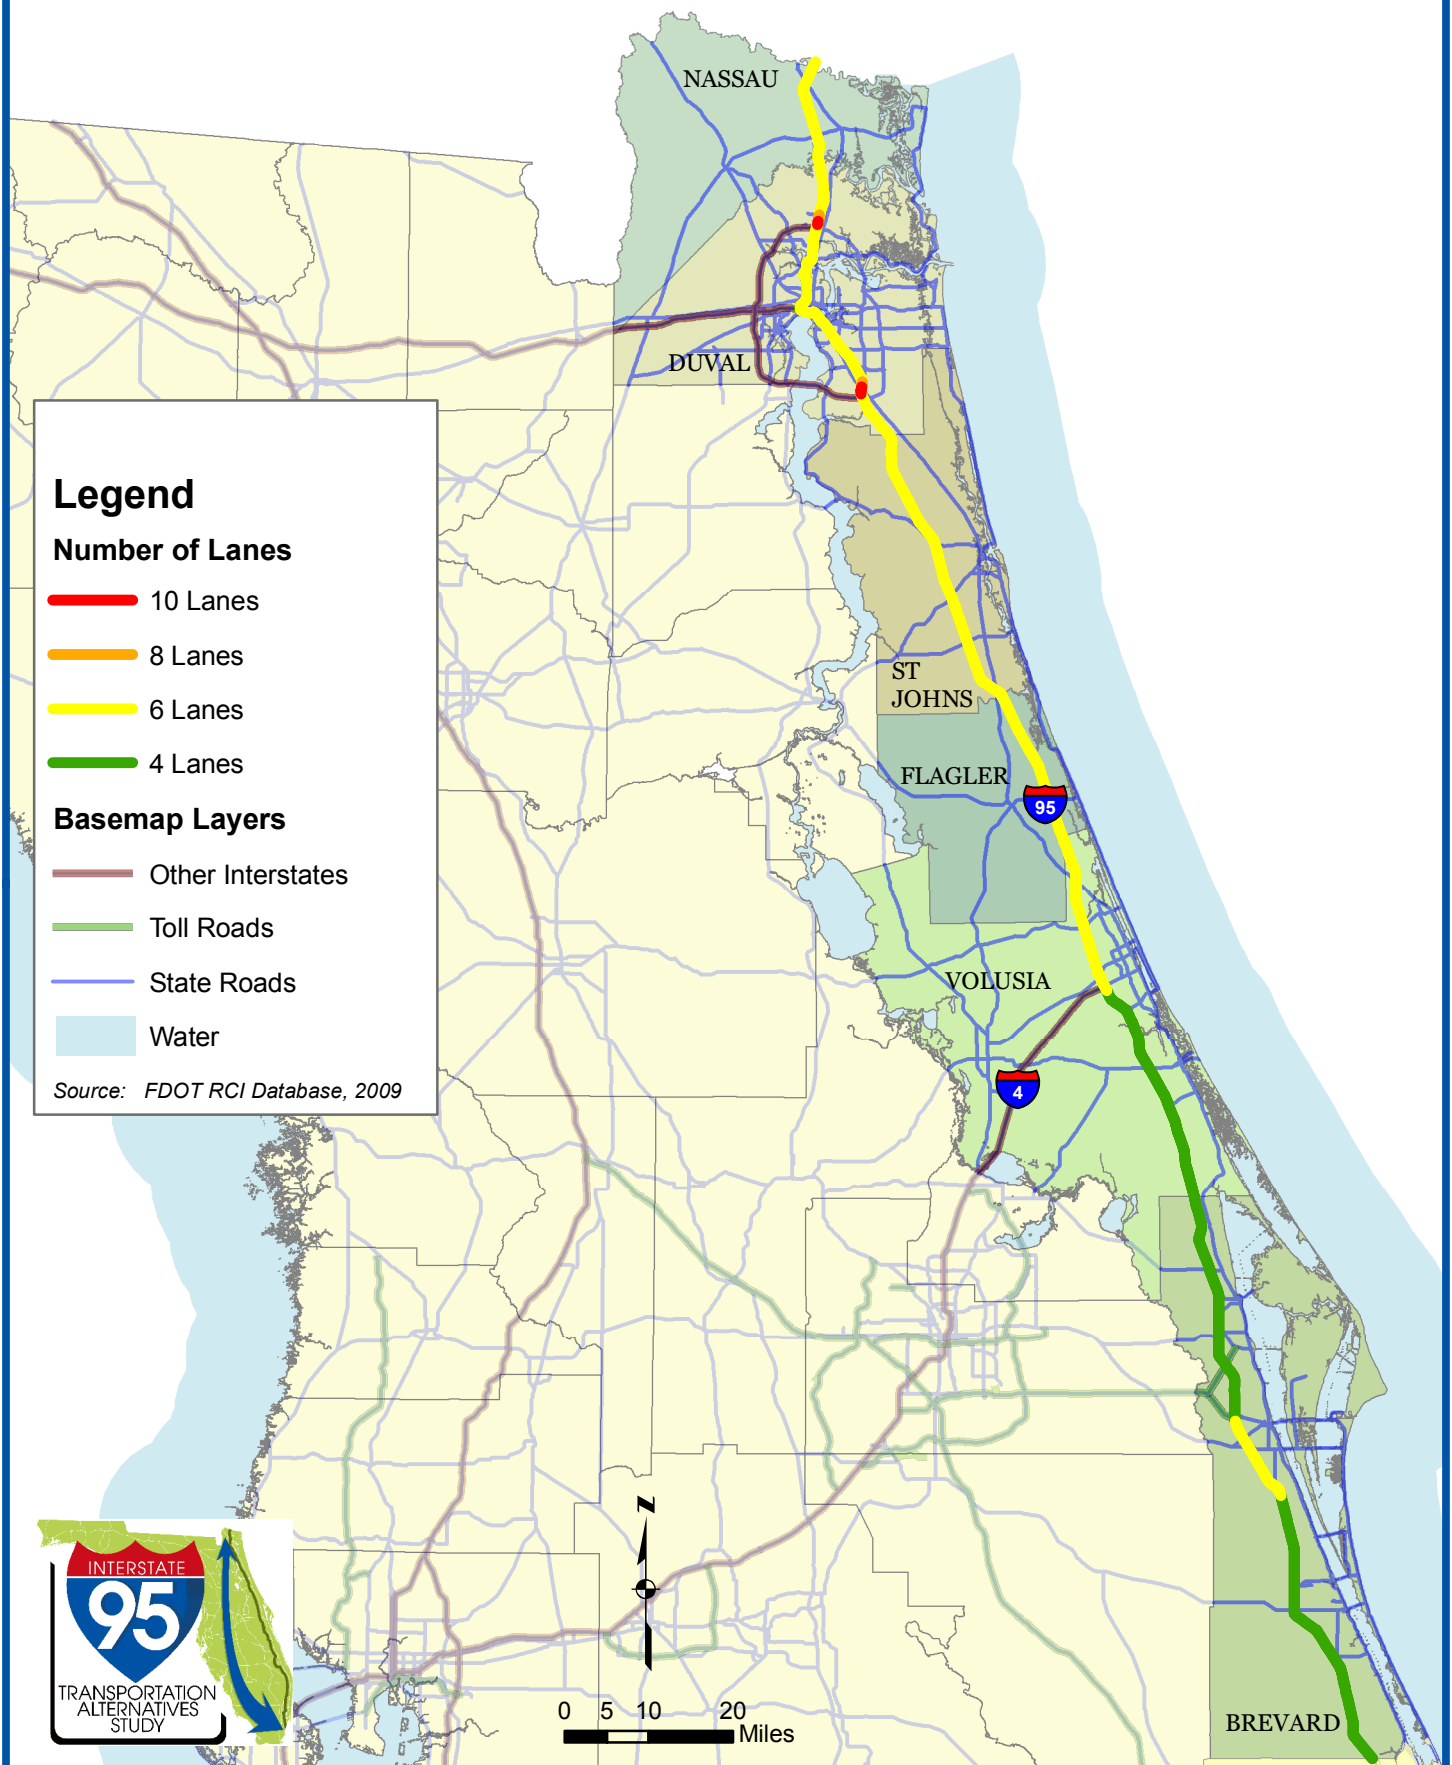 NASSAU
DUVAL
ST
JOHNS
FLAGLER
95
VOLUSIA
4
BREVARD
Legend
Number of Lanes
10 Lanes
8 Lanes
6 Lanes
4 Lanes
Basemap Layers
Other Interstates
Toll Roads
State Roads
Water
Source: FDOT RCI Database, 2009
INTERSTATE
95
TRANSPORTATION
ALTERNATIVES
STUDY
N
0 5 10 20
Miles